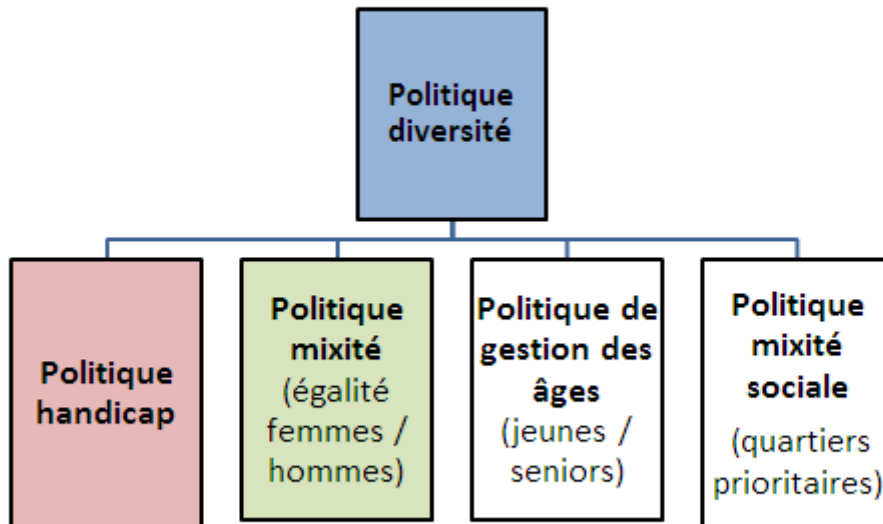 Politique
diversité
Politique
handicap
Politique
mixité
(égalité
femmes /
hommes)
Politique de
gestion des
âges
(jeunes /
seniors)
Politique
mixité
sociale
(quartiers
prioritaires)